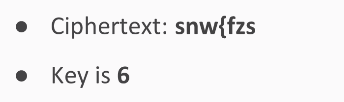 ● Ciphertext: snw{fzs
● Key is 6